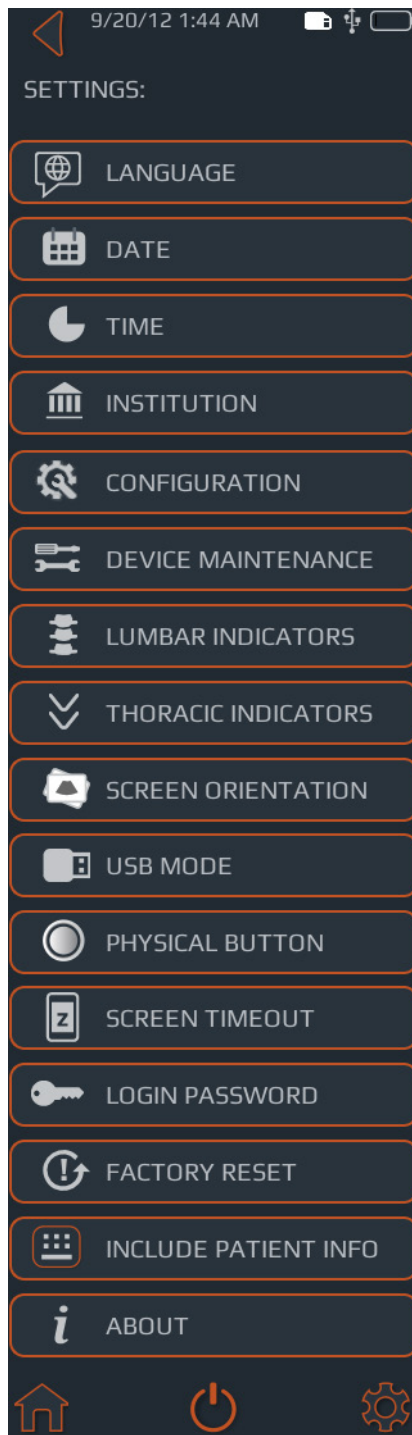 9/20/12 1:44 AM
SETTINGS:
LANGUAGE
DATE
TIME
INSTITUTION
CONFIGURATION
DEVICE MAINTENANCE
LUMBAR INDICATORS
THORACIC INDICATORS
SCREEN ORIENTATION
USB MODE
PHYSICAL BUTTON
Z
SCREEN TIMEOUT
LOGIN PASSWORD
FACTORY RESET
INCLUDE PATIENT INFO
i
ABOUT